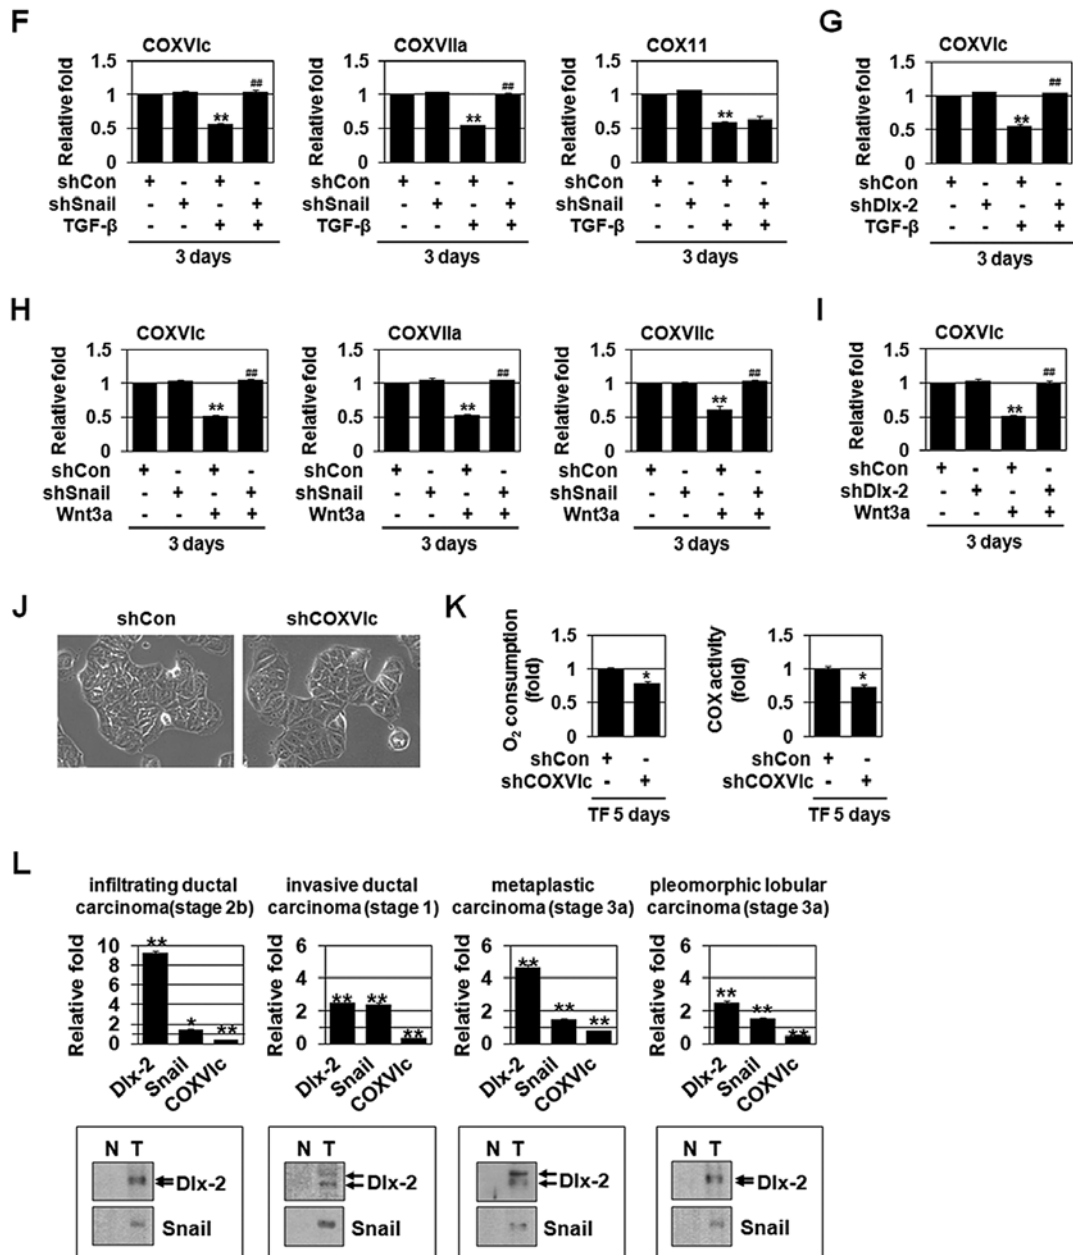 F
COXVIc
Relative fold
1.5
1
0.5
0
**
##
shCon + - + -
shSnail - + - +
TGF-β - - + +
3 days
COXVIIa
Relative fold
1.5
1
0.5
0
**
##
shCon + - + -
shSnail - + - +
TGF-β - - + +
3 days
COX11
Relative fold
1.5
1
0.5
0
**
shCon + - + -
shSnail - + - +
TGF-β - - + +
3 days
G
COXVIc
Relative fold
1.5
1
0.5
0
**
##
shCon + - + -
shDlx-2 - + - +
TGF-β - - + +
3 days
H
COXVIc
Relative fold
1.5
1
0.5
0
**
##
shCon + - + -
shSnail - + - +
Wnt3a - - + +
3 days
COXVIIa
Relative fold
1.5
1
0.5
0
**
##
shCon + - + -
shSnail - + - +
Wnt3a - - + +
3 days
COXVIIc
Relative fold
1.5
1
0.5
0
**
##
shCon + - + -
shSnail - + - +
Wnt3a - - + +
3 days
I
COXVIc
Relative fold
1.5
1
0.5
0
**
##
shCon + - + -
shDlx-2 - + - +
Wnt3a - - + +
3 days
J
shCon
shCOXVIc
K
O2 consumption
(fold)
1.5
1
0.5
0
*
shCon + -
shCOXVIc - +
TF 5 days
COX activity
(fold)
1.5
1
0.5
0
*
shCon + -
shCOXVIc - +
TF 5 days
L
infiltrating ductal
carcinoma(stage 2b)
Relative fold
10
8
6
4
2
0
**
*
**
Dlx-2
Snail
COXVIc
N T
Dlx-2
Snail
invasive ductal
carcinoma (stage 1)
Relative fold
6
4
2
0
**
**
**
Dlx-2
Snail
COXVIc
N T
Dlx-2
Snail
metaplastic
carcinoma (stage 3a)
Relative fold
6
4
2
0
**
**
**
Dlx-2
Snail
COXVIc
N T
Dlx-2
Snail
pleomorphic lobular
carcinoma (stage 3a)
Relative fold
6
4
2
0
**
**
**
Dlx-2
Snail
COXVIc
N T
Dlx-2
Snail